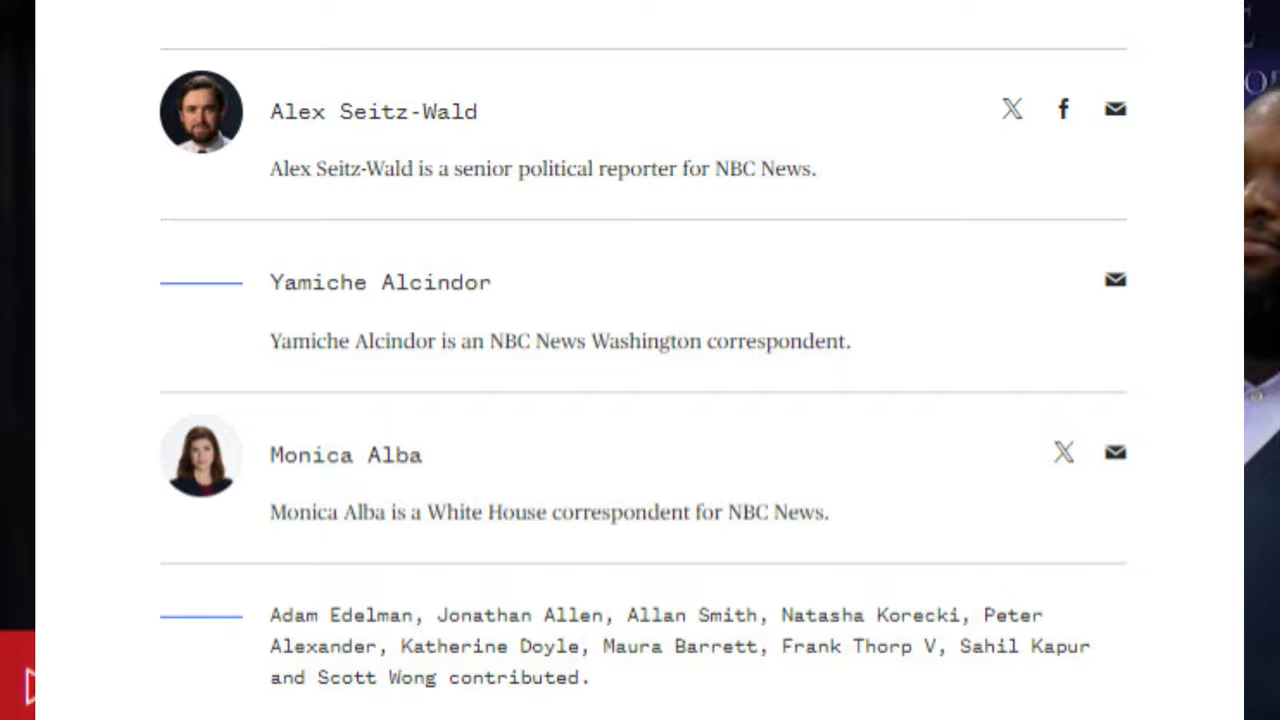 Alex Seitz-Wald
Alex Seitz-Wald is a senior political reporter for NBC News.
Yamiche Alcindor
Yamiche Alcindor is an NBC News Washington correspondent.
Monica Alba
Monica Alba is a White House correspondent for NBC News.
Adam Edelman, Jonathan Allen, Allan Smith, Natasha Korecki, Peter
Alexander, Katherine Doyle, Maura Barrett, Frank Thorp V, Sahil Kapur
and Scott Wong contributed.